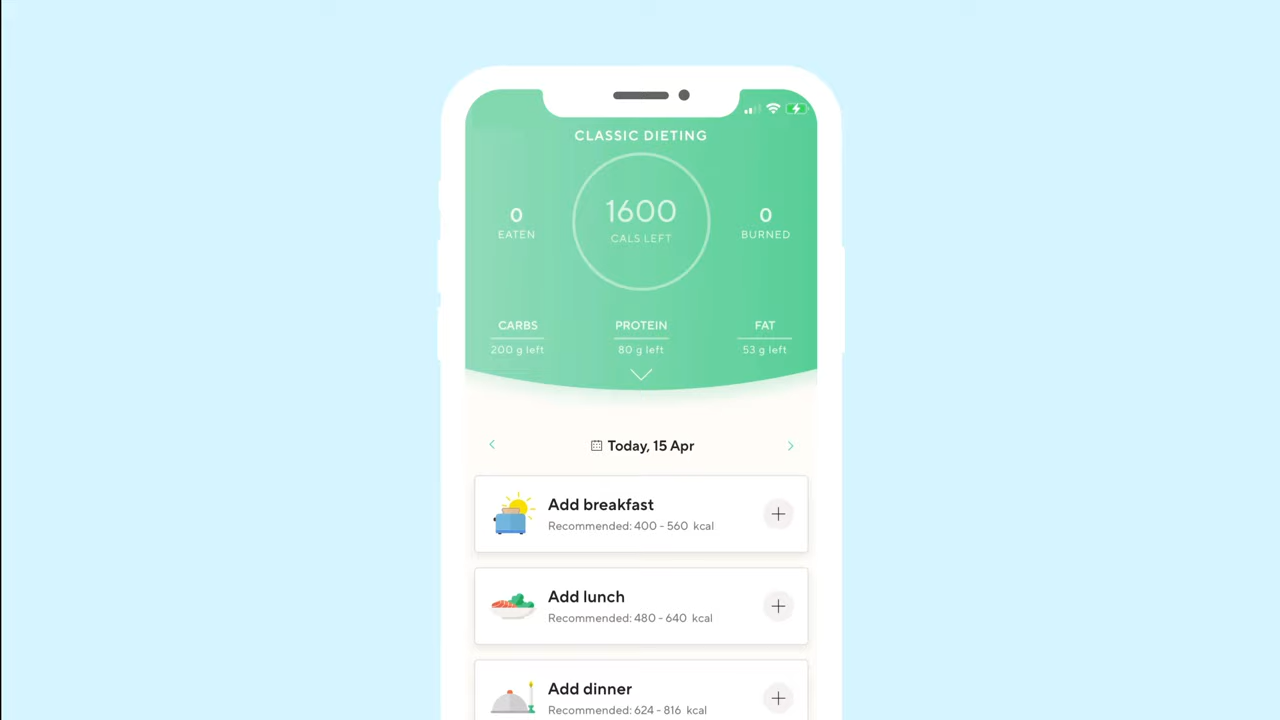 CLASSIC DIETING
0
EATEN
1600
CALS LEFT
0
BURNED
CARBS
200 g left
PROTEIN
80 g left
FAT
53 g left
Today, 15 Apr
Add breakfast
Recommended: 400 - 560 kcal
Add lunch
Recommended: 480 - 640 kcal
Add dinner
Recommended: 624 - 816 kcal